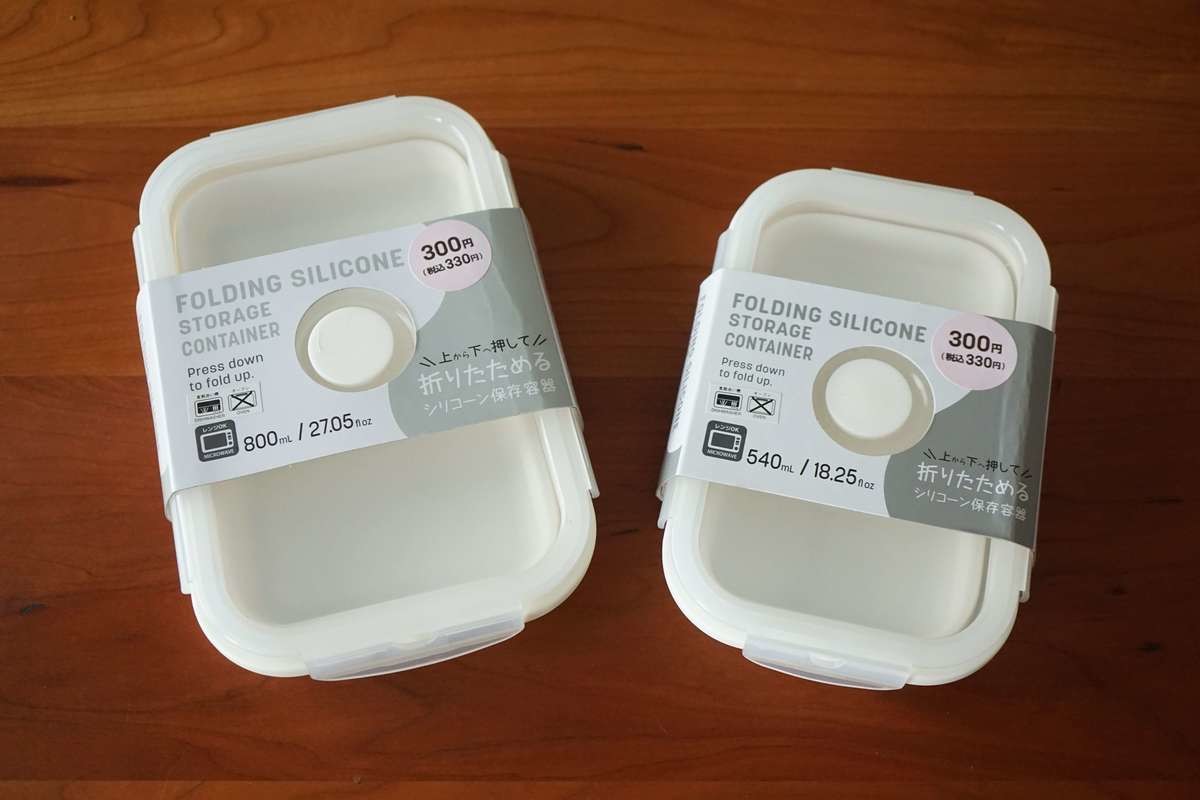 FOLDING SILICONE
STORAGE
CONTAINER
Press down
to fold up.
DISHWASHER
OVEN
レンジOK
MICROWAVE
800mL / 27.05fl oz
300円
(税込330円)
上から下へ押して
折りたためる
シリコーン保存容器
FOLDING SILICONE
STORAGE
CONTAINER
Press down
to fold up.
DISHWASHER
OVEN
レンジOK
MICROWAVE
540mL / 18.25fl oz
300円
(税込330円)
上から下へ押して
折りたためる
シリコーン保存容器